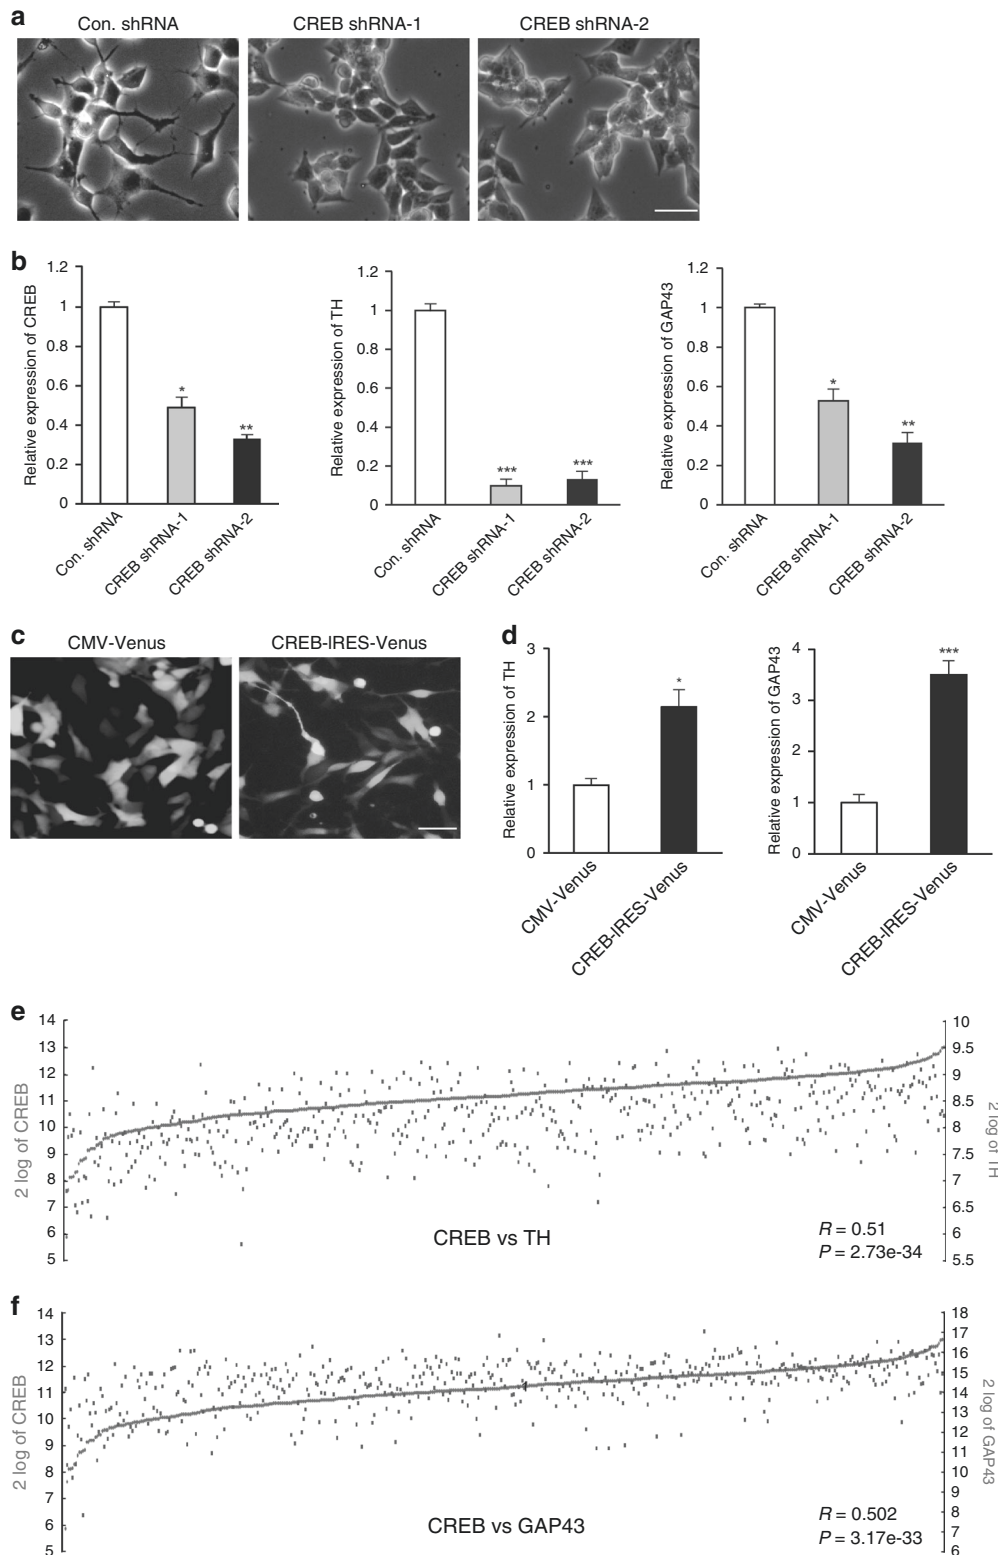 a
Con. shRNA
CREB shRNA-1
CREB shRNA-2
b
Relative expression of CREB
1.2
1
0.8
0.6
0.4
0.2
0
*
**
Con. shRNA
CREB shRNA-1
CREB shRNA-2
Relative expression of TH
1.2
1
0.8
0.6
0.4
0.2
0
***
***
Con. shRNA
CREB shRNA-1
CREB shRNA-2
Relative expression of GAP43
1.2
1
0.8
0.6
0.4
0.2
0
*
**
Con. shRNA
CREB shRNA-1
CREB shRNA-2
c
CMV-Venus
CREB-IRES-Venus
d
Relative expression of TH
3
2
1
0
*
CMV-Venus
CREB-IRES-Venus
Relative expression of GAP43
4
3
2
1
0
***
CMV-Venus
CREB-IRES-Venus
e
2 log of CREB
14
13
12
11
10
9
8
7
6
5
CREB vs TH
R = 0.51
P = 2.73e-34
10
9.5
9
8.5
8
7.5
7
6.5
6
5.5
2 log of TH
f
2 log of CREB
14
13
12
11
10
9
8
7
6
5
CREB vs GAP43
R = 0.502
P = 3.17e-33
18
17
16
15
14
13
12
11
10
9
8
7
6
2 log of GAP43